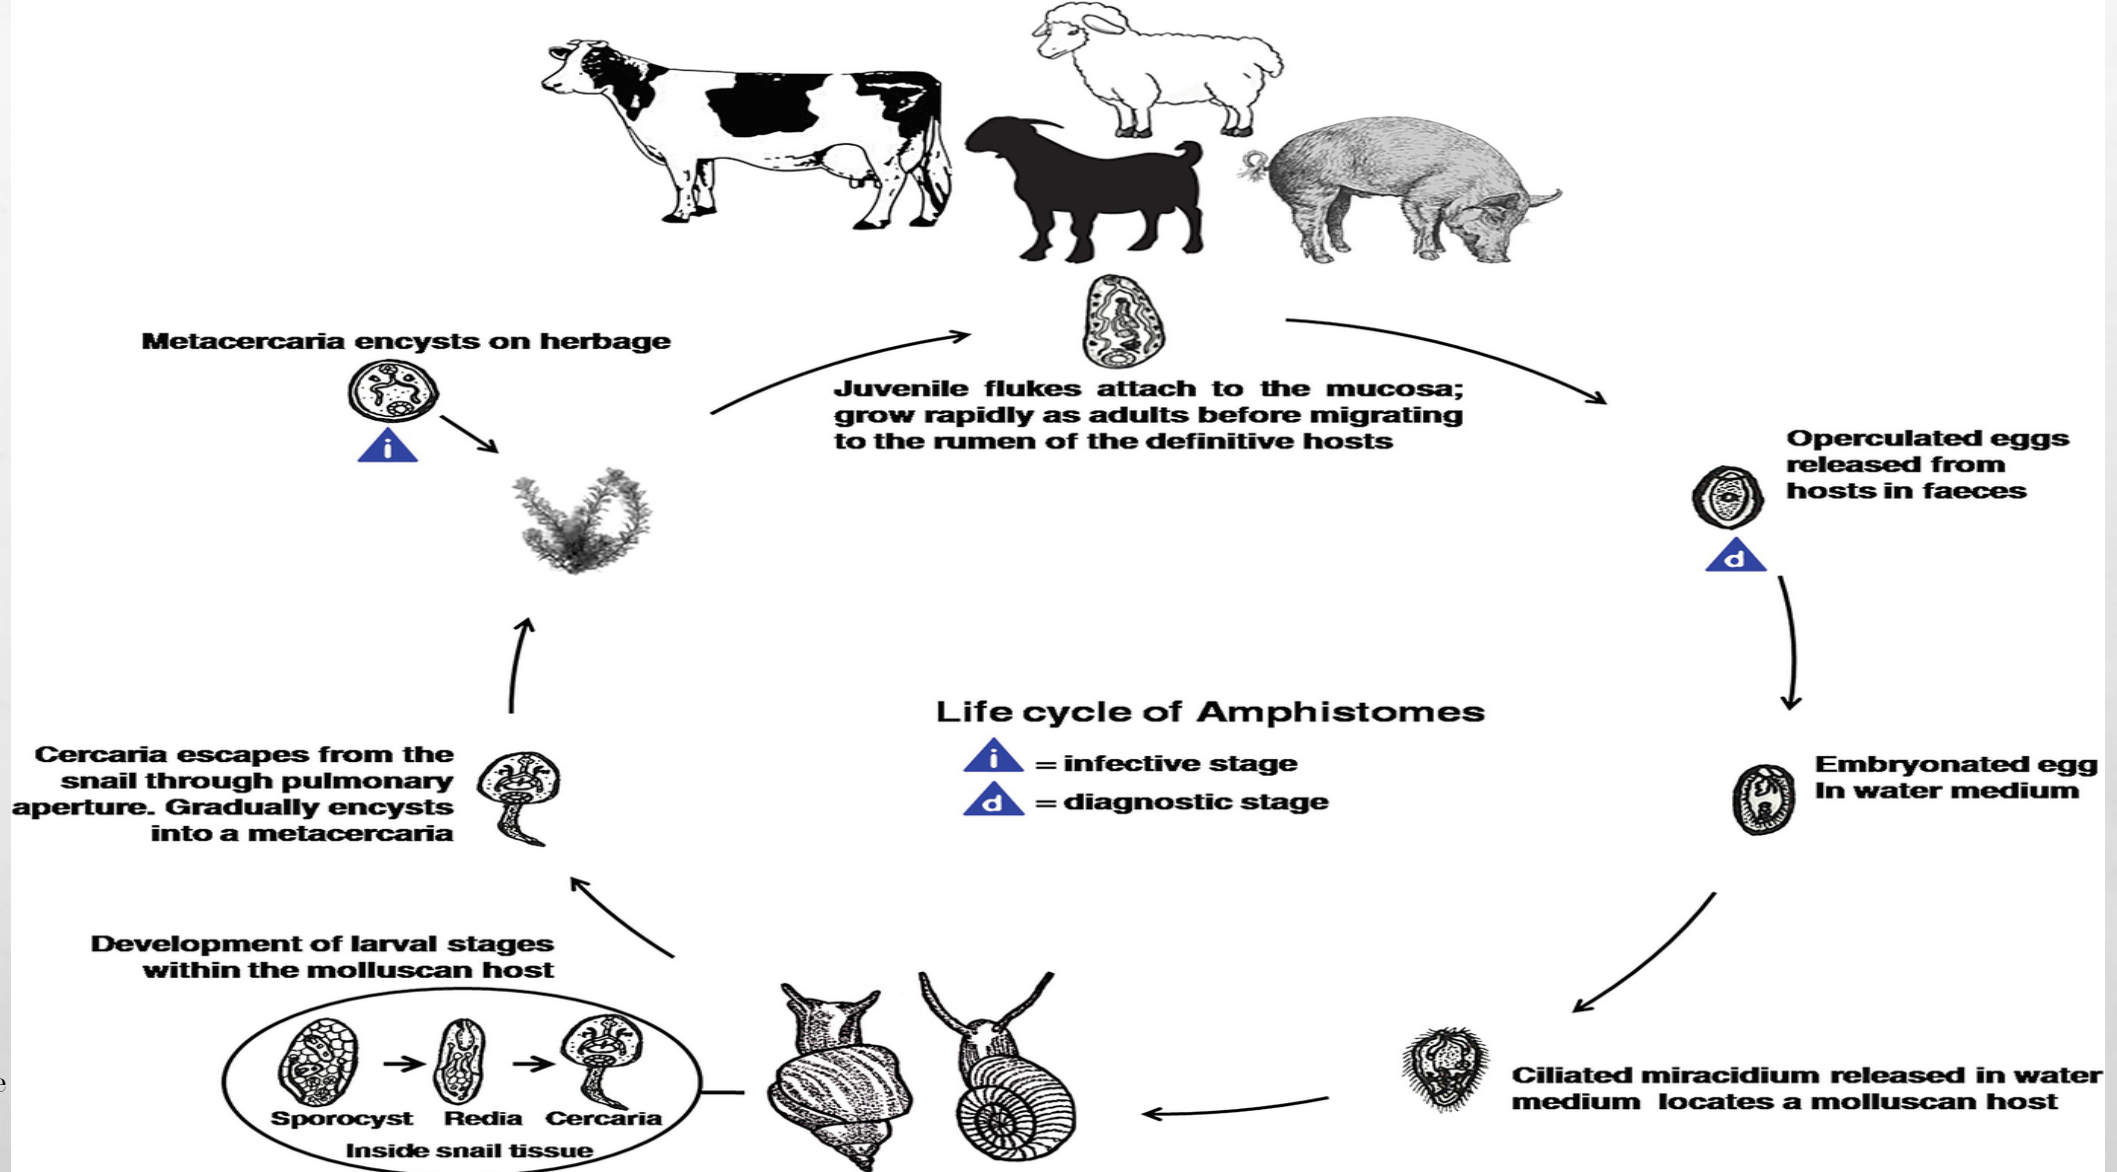 Metacercaria encysts on herbage
i
Juvenile flukes attach to the mucosa;
grow rapidly as adults before migrating
to the rumen of the definitive hosts
Operculated eggs
released from
hosts in faeces
d
Embryonated egg
In water medium
Ciliated miracidium released in water
medium locates a molluscan host
Life cycle of Amphistomes
i = infective stage
d = diagnostic stage
Cercaria escapes from the
snail through pulmonary
aperture. Gradually encysts
into a metacercaria
Development of larval stages
within the molluscan host
Sporocyst Redia Cercaria
Inside snail tissue
e